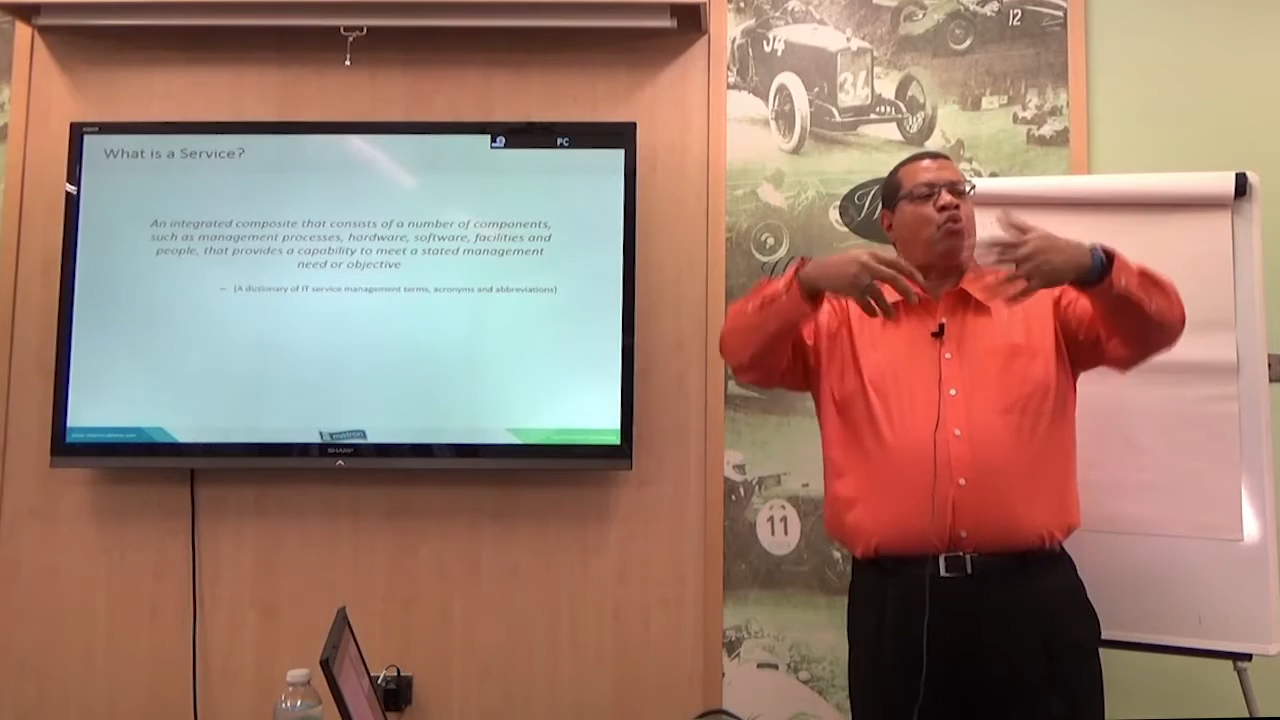 PC
What is a Service?
An integrated composite that consists of a number of components,
such as management processes, hardware, software, facilities and
people, that provides a capability to meet a stated management
need or objective
– (A dictionary of IT service management terms, acronyms and abbreviations)
metron
SHARP
34
34
12
11